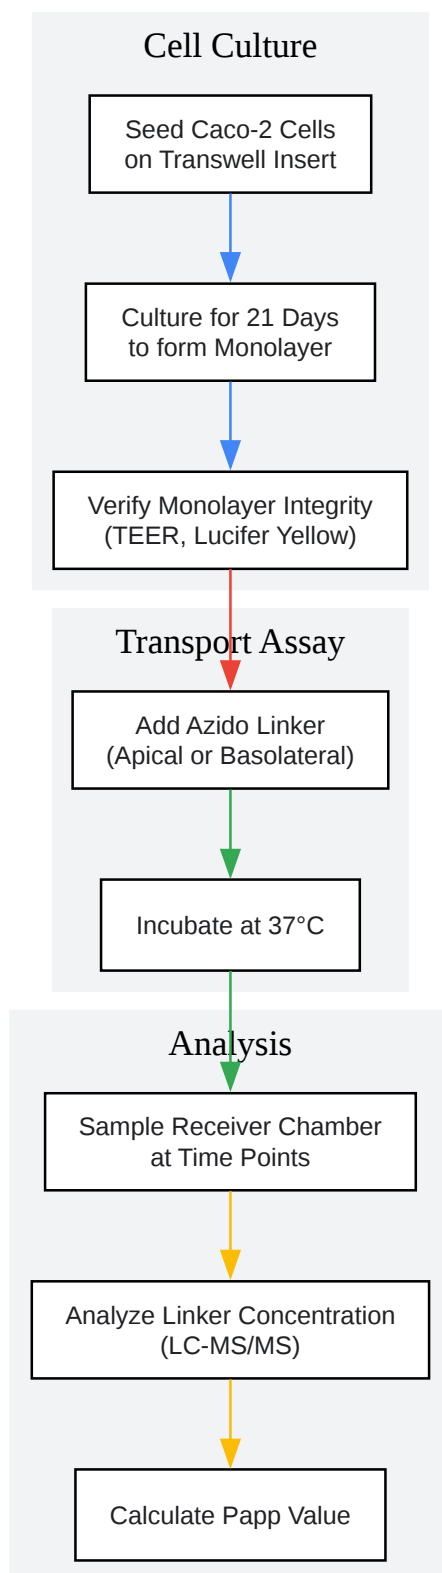 Cell Culture
Seed Caco-2 Cells
on Transwell Insert
Culture for 21 Days
to form Monolayer
Verify Monolayer Integrity
(TEER, Lucifer Yellow)
Transport Assay
Add Azido Linker
(Apical or Basolateral)
Incubate at 37°C
Analysis
Sample Receiver Chamber
at Time Points
Analyze Linker Concentration
(LC-MS/MS)
Calculate Papp Value